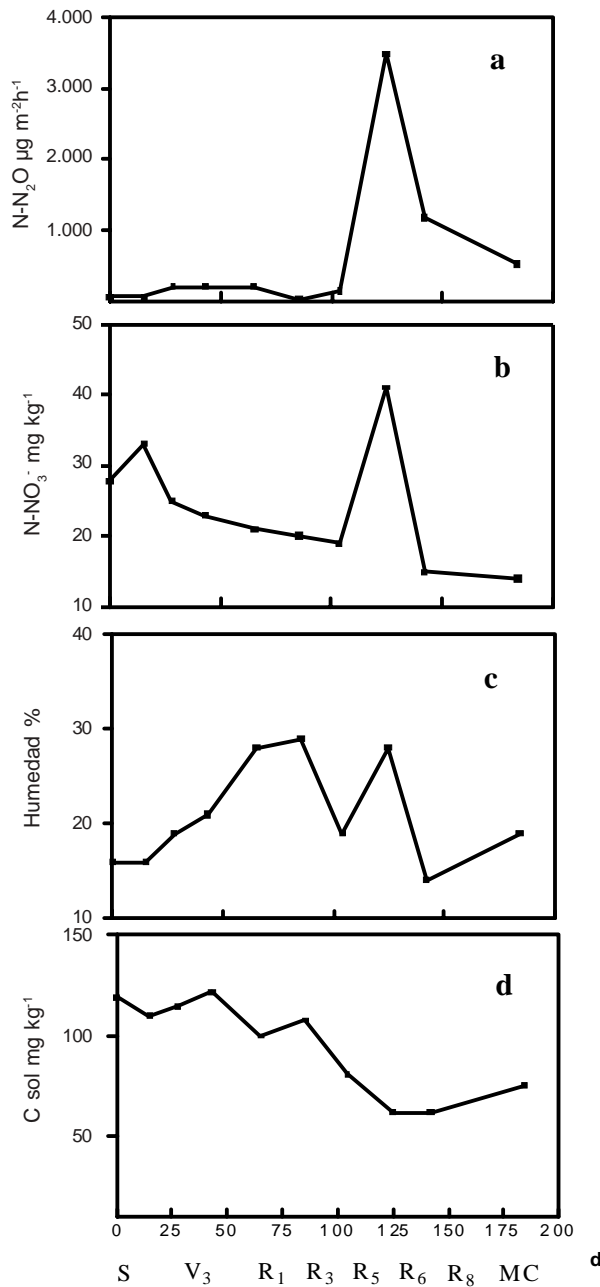 4.000
a
3.000
N-N₂O µg m⁻²h⁻¹
2.000
1.000
50
b
40
N-NO₃⁻ mg kg⁻¹
30
20
10
40
c
30
Humedad %
20
10
150
d
C sol mg kg⁻¹
100
50
0 25 50 75 100 125 150 175 200
d
S V₃ R₁ R₃ R₅ R₆ R₈ MC